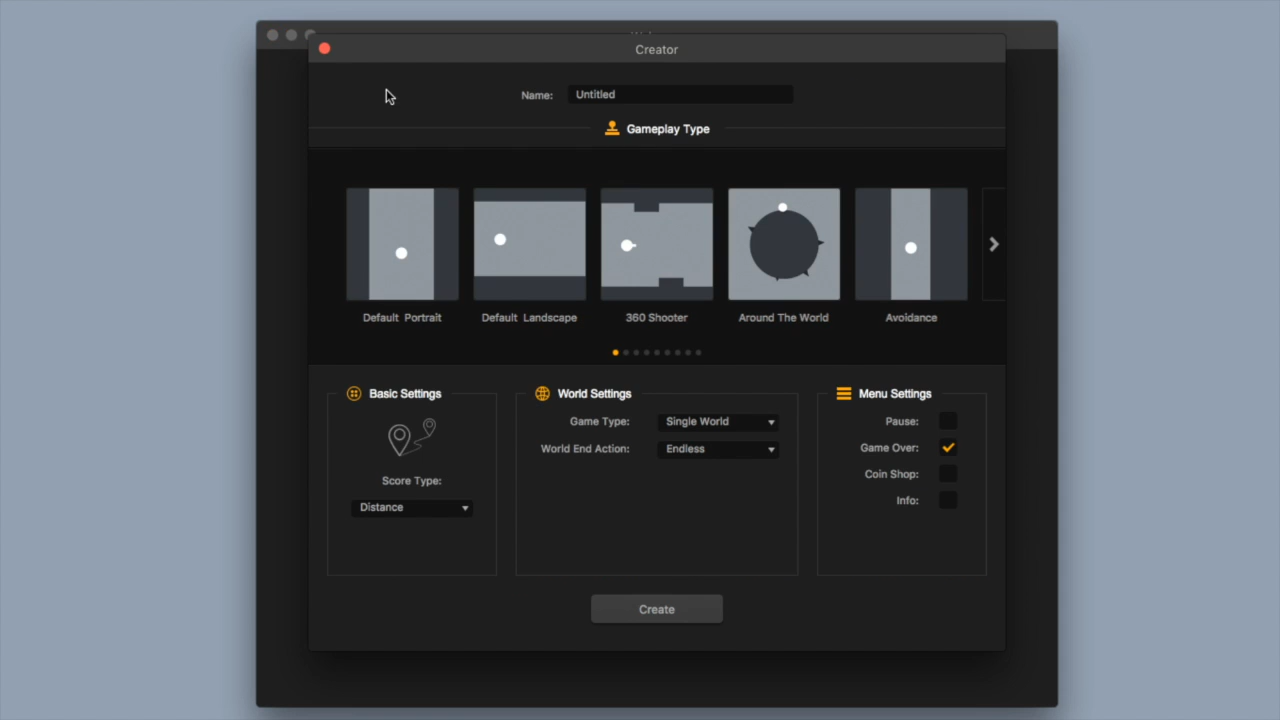 Creator
Name: Untitled
Gameplay Type
Default Portrait
Default Landscape
360 Shooter
Around The World
Avoidance
Basic Settings
Score Type:
Distance
World Settings
Game Type: Single World
World End Action: Endless
Menu Settings
Pause:
Game Over:
Coin Shop:
Info:
Create